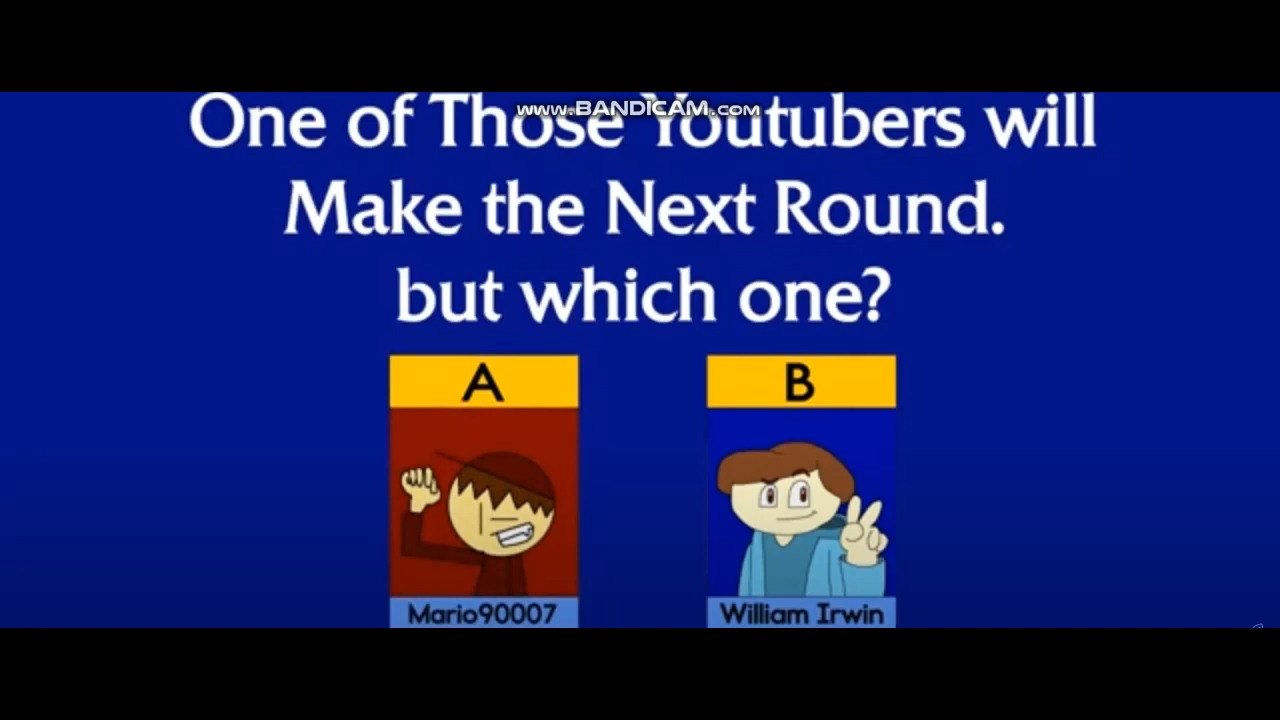 www.BANDICAM.com
One of Those Youtubers will
Make the Next Round.
but which one?
A
B
Mario90007
William Irwin